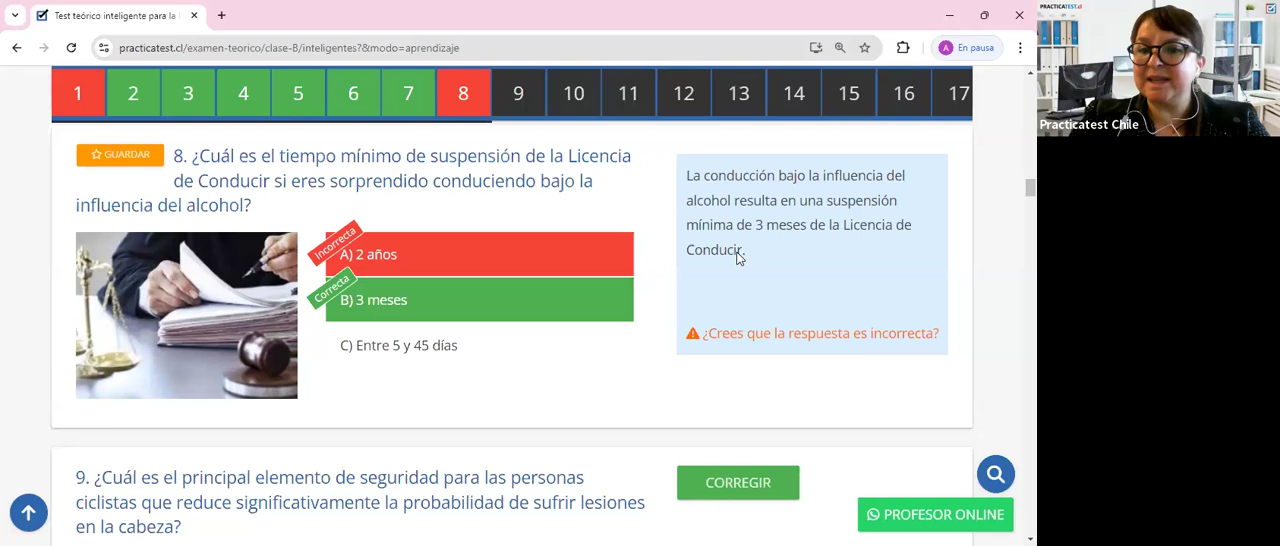 Test teórico inteligente para la
practicatest.cl/examen-teorico/clase-B/inteligentes?&modo=aprendizaje
A
En pausa
PRACTICATEST.cl
Practicatest Chile
1 2 3 4 5 6 7 8 9 10 11 12 13 14 15 16 17
GUARDAR
8. ¿Cuál es el tiempo mínimo de suspensión de la Licencia
de Conducir si eres sorprendido conduciendo bajo la
influencia del alcohol?
Incorrecta
A) 2 años
Correcta
B) 3 meses
C) Entre 5 y 45 días
La conducción bajo la influencia del
alcohol resulta en una suspensión
mínima de 3 meses de la Licencia de
Conducir.
¿Crees que la respuesta es incorrecta?
9. ¿Cuál es el principal elemento de seguridad para las personas
ciclistas que reduce significativamente la probabilidad de sufrir lesiones
en la cabeza?
CORREGIR
PROFESOR ONLINE